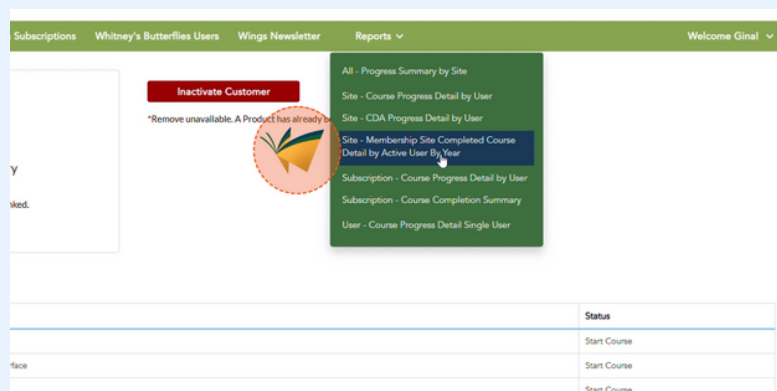 Subscriptions Whitney's Butterflies Users Wings Newsletter Reports Welcome Gina!
Inactivate Customer
*Remove unavailable. A Product has already b
All - Progress Summary by Site
Site - Course Progress Detail by User
Site - CDA Progress Detail by User
Site - Membership Site Completed Course
Detail by Active User By Year
Subscription - Course Progress Detail by User
Subscription - Course Completion Summary
User - Course Progress Detail Single User
y
nked.
Status
Start Course
rface Start Course
Start Course